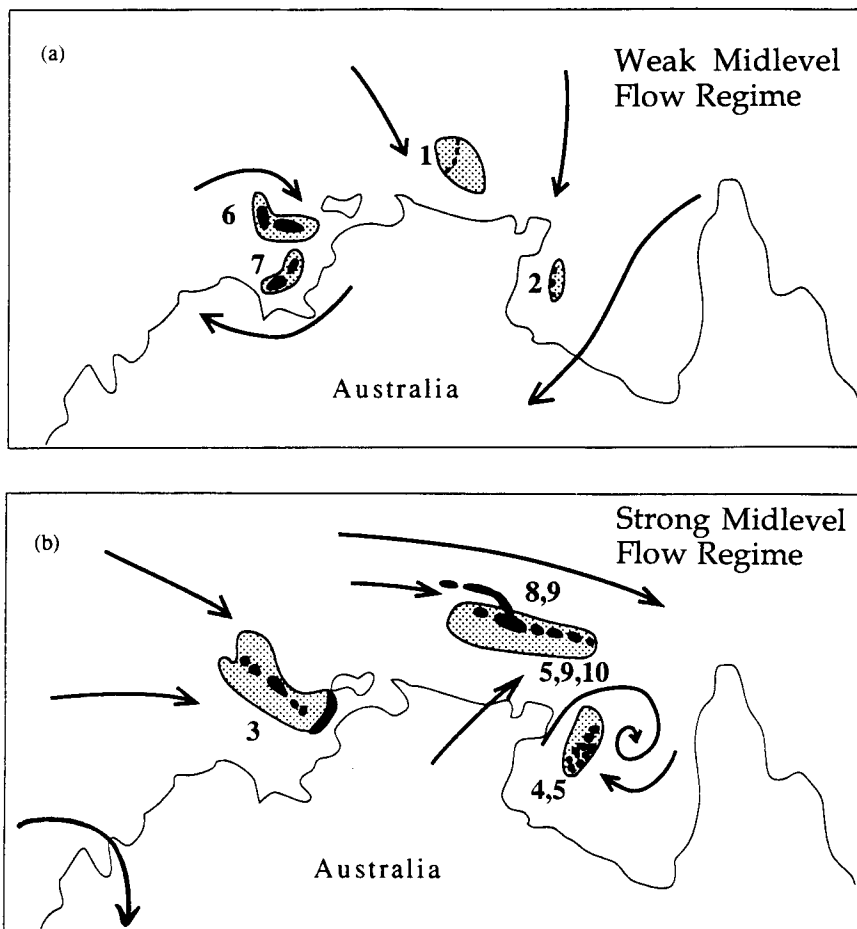 (a)
Weak Midlevel
Flow Regime
1
6
7
2
Australia
(b)
Strong Midlevel
Flow Regime
8,9
5,9,10
3
4,5
Australia